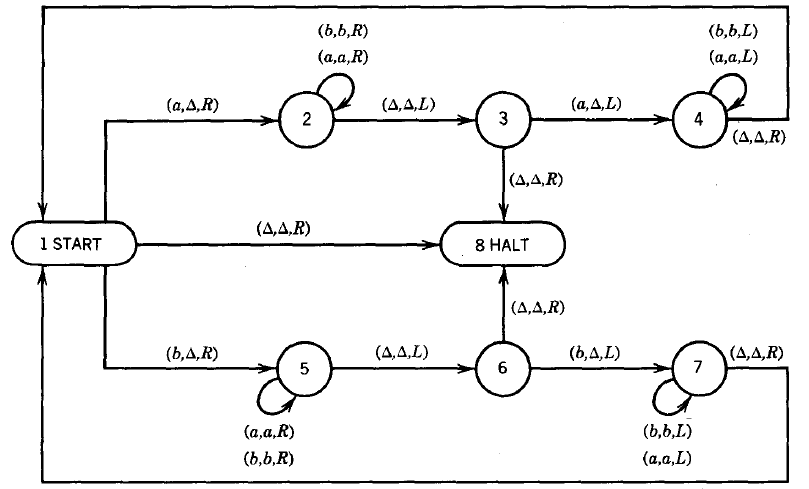 (b,b,R) (b,b,L)
(a,a,R) (a,a,L)
(a,Δ,R) 2 (Δ,Δ,L) 3 (a,Δ,L) 4
(Δ,Δ,R)
(Δ,Δ,R)
(Δ,Δ,R)
1 START 8 HALT
(Δ,Δ,R)
(b,Δ,R) 5 (Δ,Δ,L) 6 (b,Δ,L) 7 (Δ,Δ,R)
(a,a,R) (b,b,L)
(b,b,R) (a,a,L)